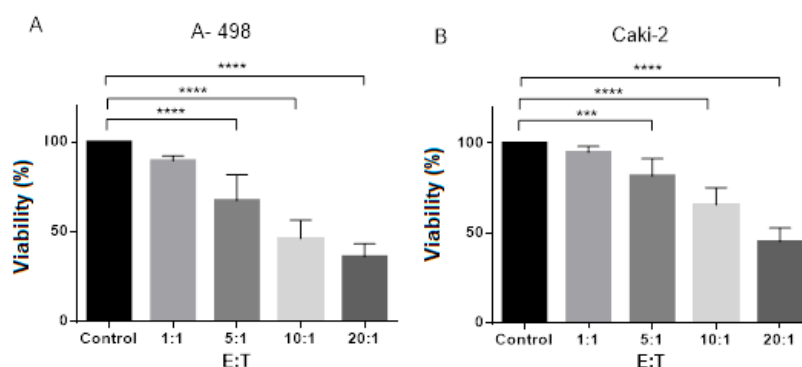 A
A- 498
****
****
****
100
50
0
Viability (%)
Control 1:1 5:1 10:1 20:1
E:T
B
Caki-2
****
****
***
100
50
0
Viability (%)
Control 1:1 5:1 10:1 20:1
E:T